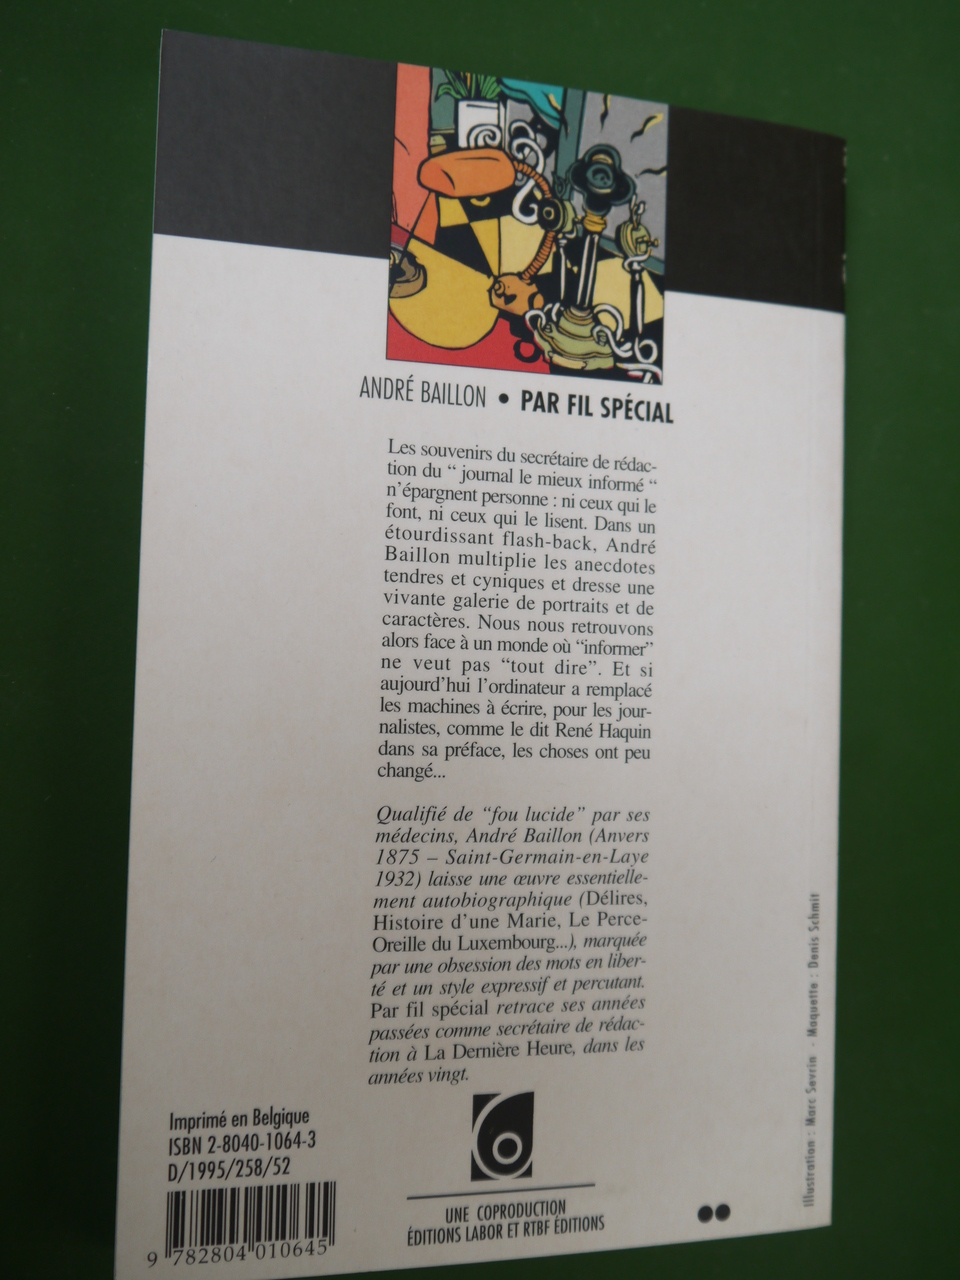 ANDRÉ BAILLON • PAR FIL SPÉCIAL
Les souvenirs du secrétaire de rédac-
tion du “ journal le mieux informé “
n'épargnent personne : ni ceux qui le
font, ni ceux qui le lisent. Dans un
étourdissant flash-back, André
Baillon multiplie les anecdotes
tendres et cyniques et dresse une
vivante galerie de portraits et de
caractères. Nous nous retrouvons
alors face à un monde où “informer”
ne veut pas “tout dire”. Et si
aujourd'hui l'ordinateur a remplacé
les machines à écrire, pour les jour-
nalistes, comme le dit René Haquin
dans sa préface, les choses ont peu
changé...
Qualifié de “fou lucide” par ses
médecins, André Baillon (Anvers
1875 – Saint-Germain-en-Laye
1932) laisse une œuvre essentielle-
ment autobiographique (Délires,
Histoire d'une Marie, Le Perce-
Oreille du Luxembourg...), marquée
par une obsession des mots en liber-
té et un style expressif et percutant.
Par fil spécial retrace ses années
passées comme secrétaire de rédac-
tion à La Dernière Heure, dans les
années vingt.
Imprimé en Belgique
ISBN 2-8040-1064-3
D/1995/258/52
9 782804 010645
UNE COPRODUCTION
ÉDITIONS LABOR ET RTBF ÉDITIONS
Illustration : Marc Sevrin - Maquette : Denis Schmit